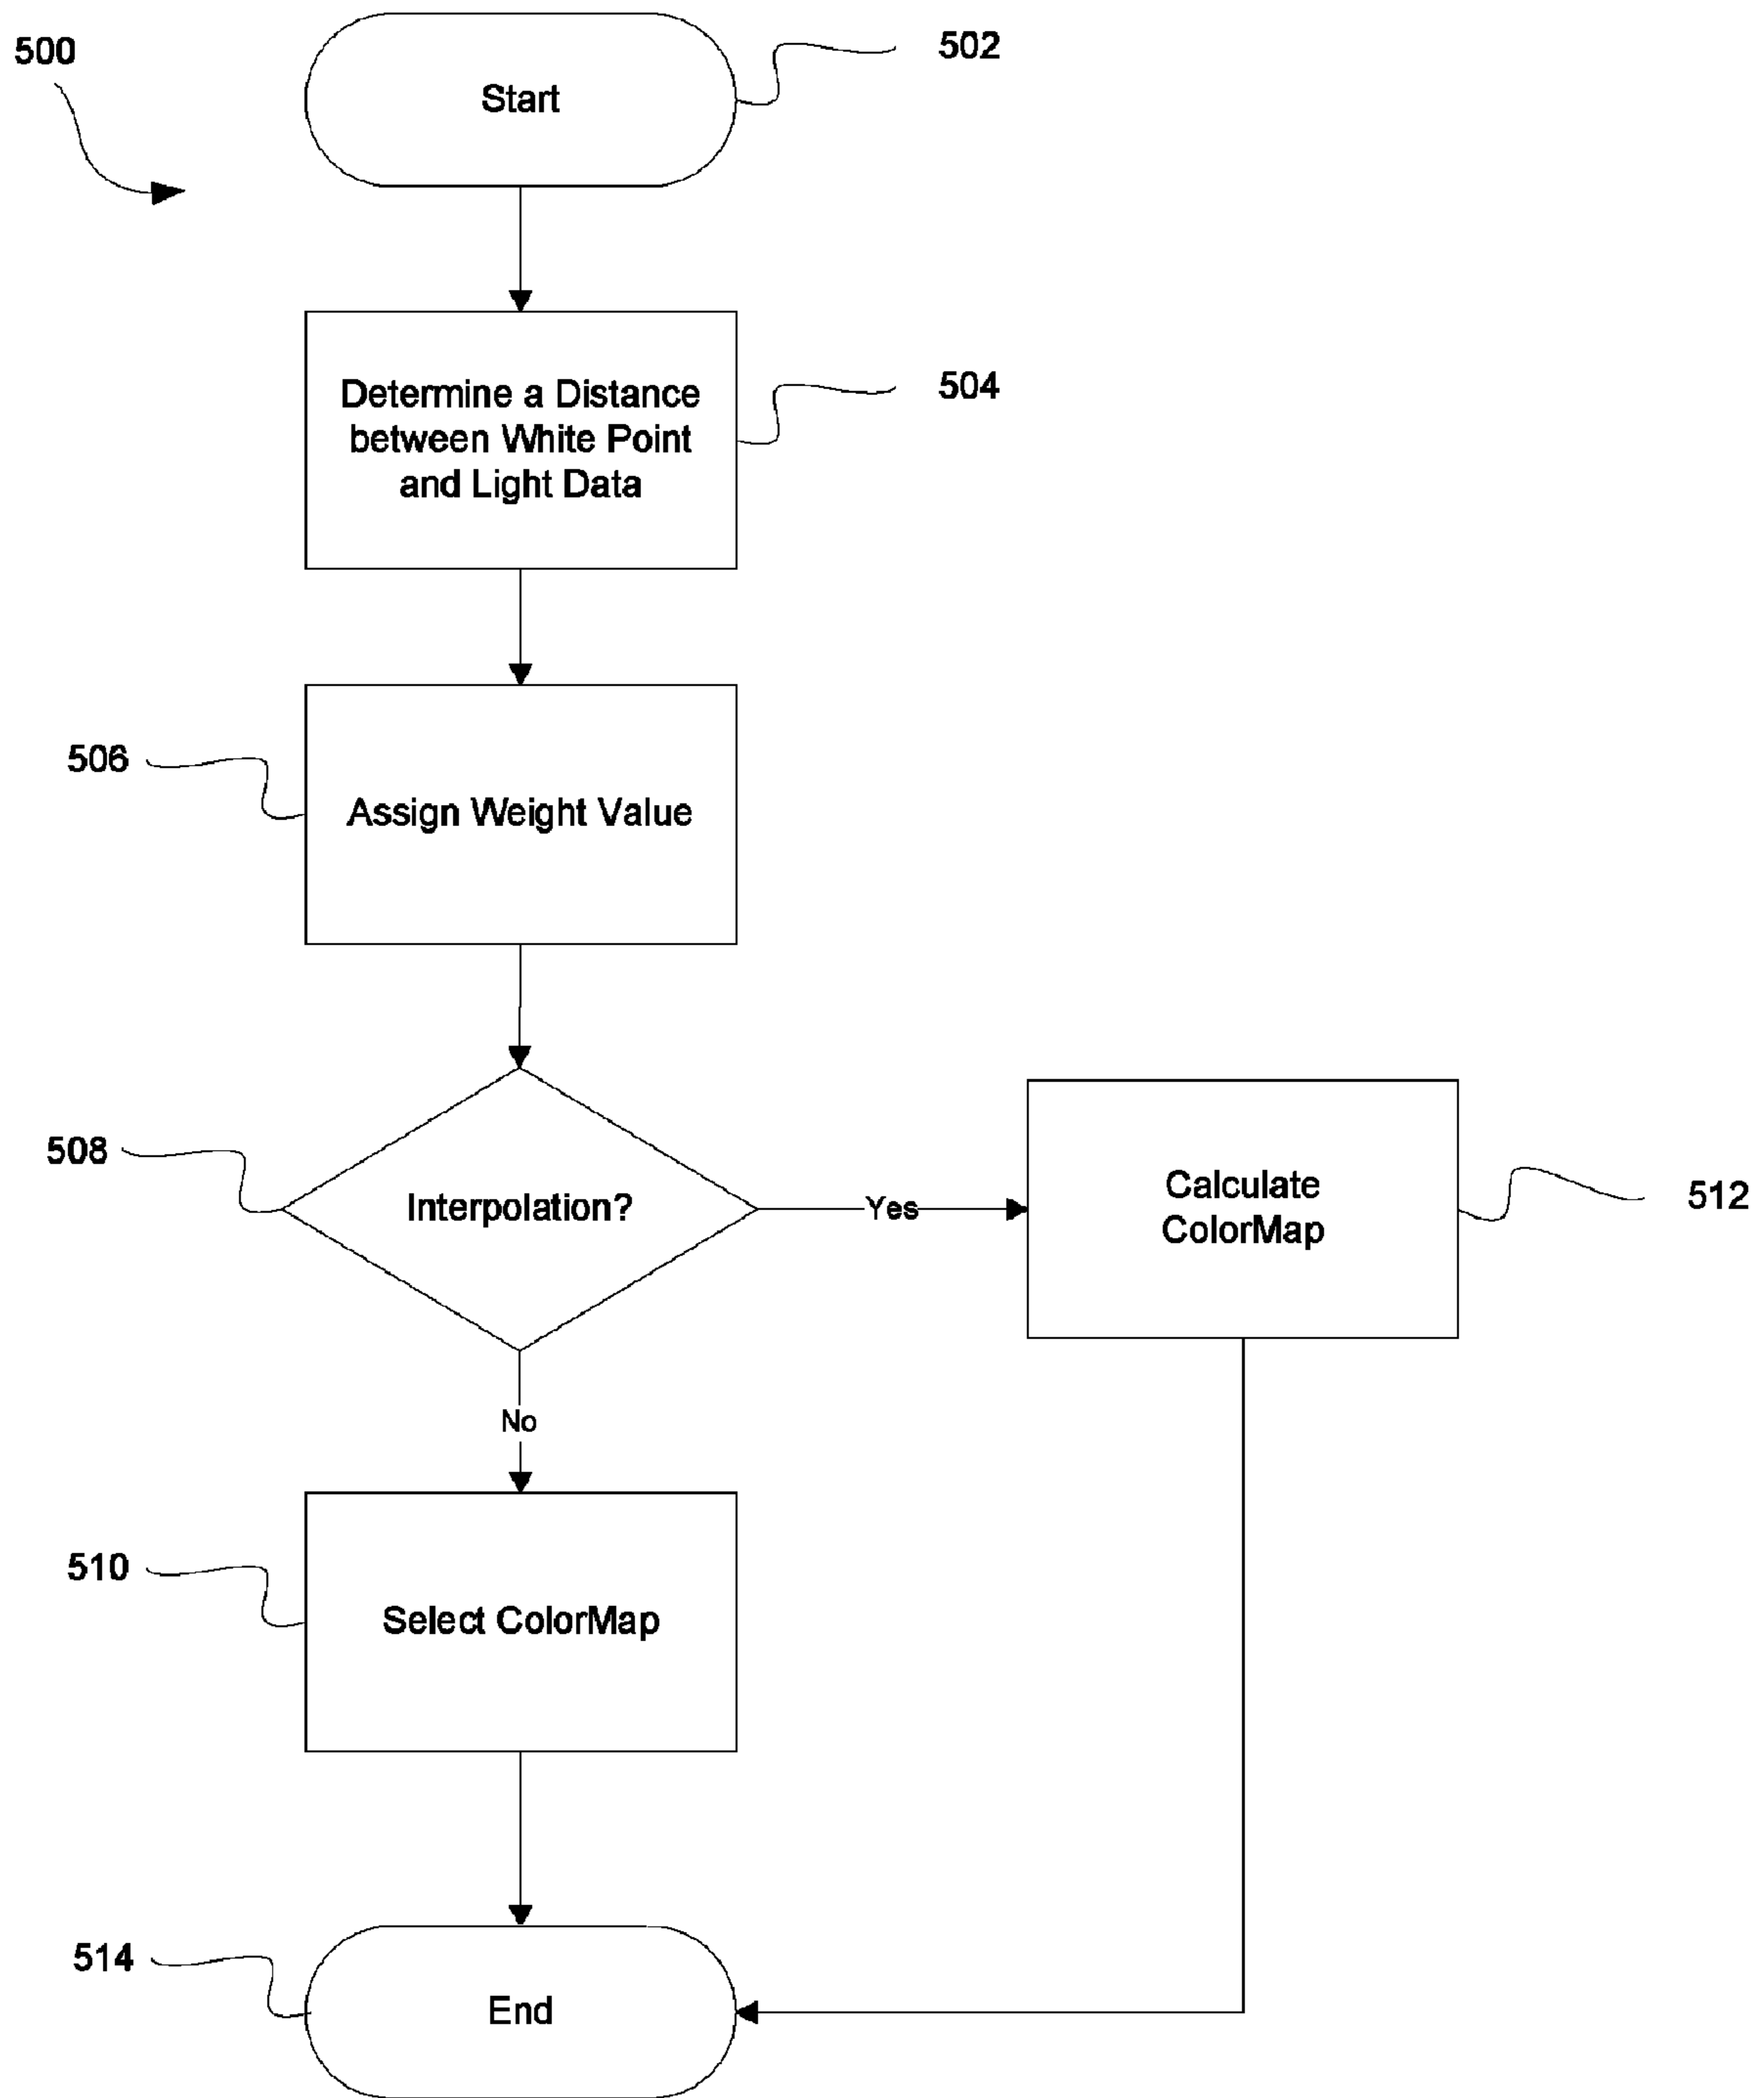 500
502
Start
504
Determine a Distance
between White Point
and Light Data
506
Assign Weight Value
508
Interpolation?
Yes
Calculate
ColorMap
512
No
510
Select ColorMap
514
End